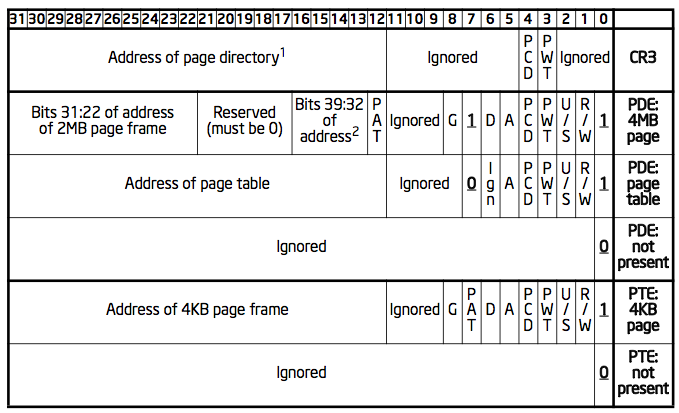 31 30 29 28 27 26 25 24 23 22 21 20 19 18 17 16 15 14 13 12 11 10 9 8 7 6 5 4 3 2 1 0
Address of page directory1 Ignored PCD PWT Ignored CR3
Bits 31:22 of address
of 2MB page frame
Reserved
(must be 0)
Bits 39:32
of
address2
PAT Ignored G 1 D A PCD PWT U/S R/W 1
PDE:
4MB
page
Address of page table Ignored 0 Ign A PCD PWT U/S R/W 1
PDE:
page
table
Ignored 0
PDE:
not
present
Address of 4KB page frame Ignored G PAT D A PCD PWT U/S R/W 1
PTE:
4KB
page
Ignored 0
PTE:
not
present